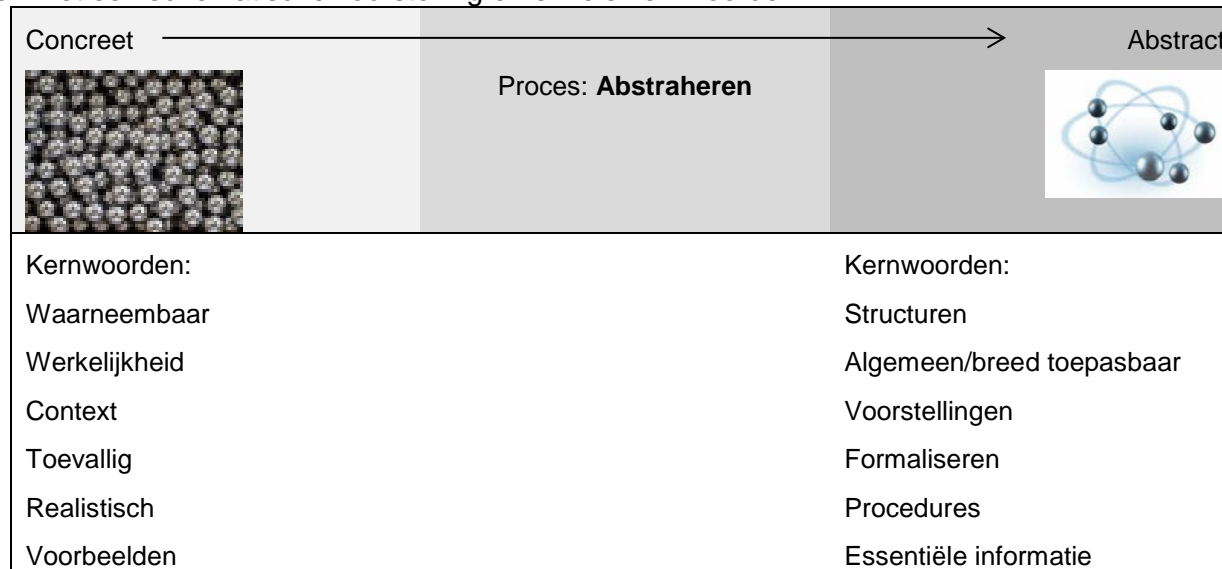 Concreet Abstract
Proces: Abstraheren
Kernwoorden: Kernwoorden:
Waarneembaar Structuren
Werkelijkheid Algemeen/breed toepasbaar
Context Voorstellingen
Toevallig Formaliseren
Realistisch Procedures
Voorbeelden Essentiële informatie